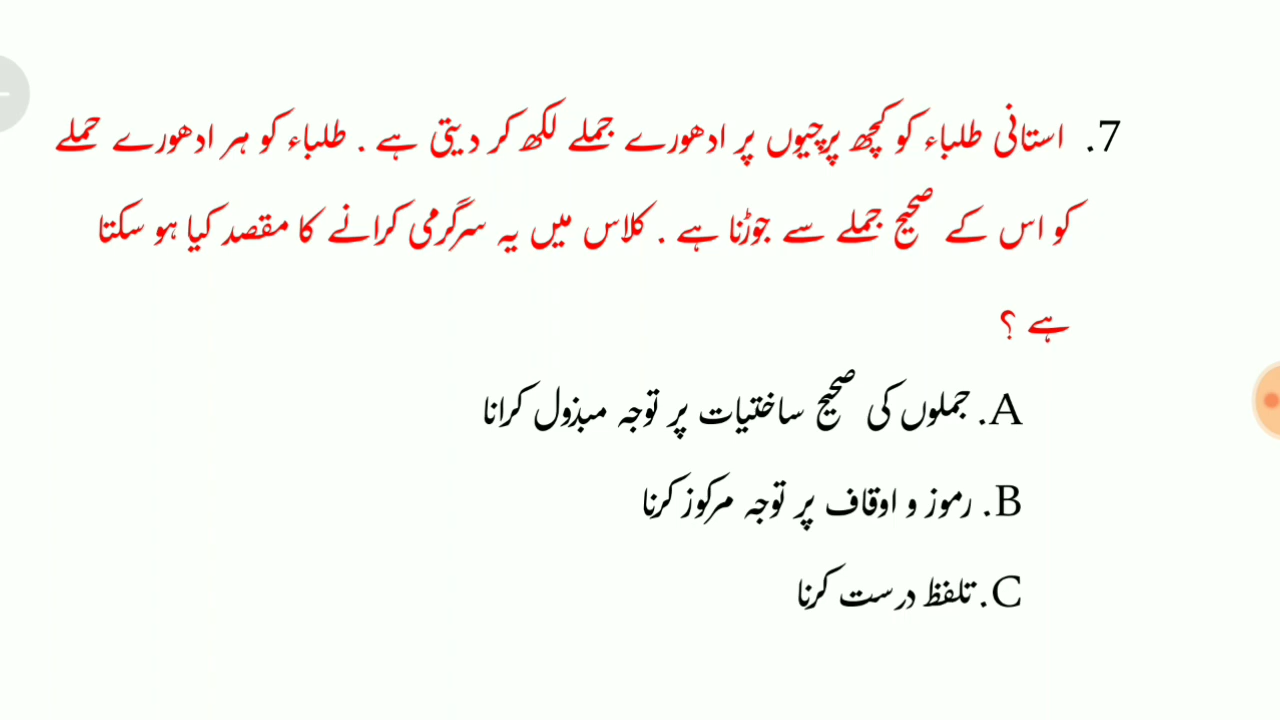 7. استانی طلباء کو کچھ پرچیوں پر ادھورے جملے لکھ کر دیتی ہے . طلباء کو ہر ادھورے جملے
کو اس کے صحیح جملے سے جوڑنا ہے . کلاس میں یہ سرگرمی کرانے کا مقصد کیا ہو سکتا
ہے ؟
A. جملوں کی صحیح ساختیات پر توجہ مبذول کرانا
B. رموز و اوقاف پر توجہ مرکوز کرنا
C. تلفظ درست کرنا